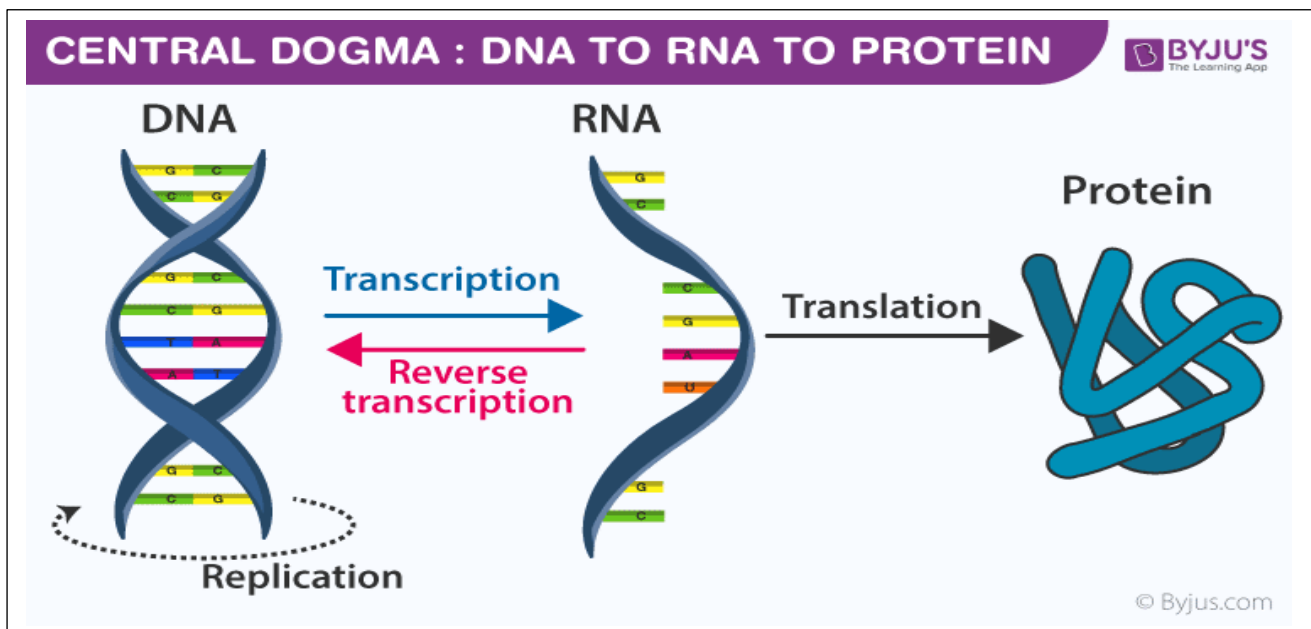 CENTRAL DOGMA : DNA TO RNA TO PROTEIN
BYJU'S
The Learning App
DNA
RNA
Protein
G C
C G
G C
C G
T A
A T
G C
C G
Transcription
Reverse
transcription
G
C
C
G
A
U
G
C
Translation
Replication
© Byjus.com